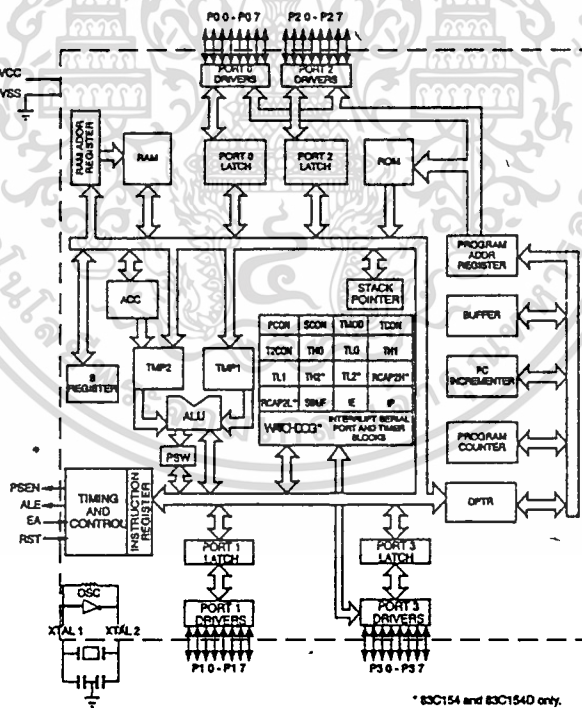 P0 0 - P0 7
P2 0 - P2 7
VCC
VSS
PORT 0
DRIVERS
PORT 2
DRIVERS
RAM ADDR
REGISTER
RAM
PORT 0
LATCH
PORT 2
LATCH
ROM
PROGRAM
ADDR
REGISTER
ACC
STACK
POINTER
BUFFER
B
REGISTER
TMP2
TMP1
PCON SCON TMOD TCON
T2CON TH0 TL0 TH1
TL1 TH2* TL2* RCAP2H*
RCAP2L* SBUF IE IP
INTERRUPT SERIAL
PORT AND TIMER
BLOCKS
PC
INCREMENTER
ALU
PSW
PROGRAM
COUNTER
PSEN
ALE
EA
RST
TIMING
AND
CONTROL
INSTRUCTION
REGISTER
DPTR
PORT 1
LATCH
PORT 3
LATCH
OSC
XTAL 1
XTAL 2
PORT 1
DRIVERS
PORT 3
DRIVERS
P1 0 - P1 7
P3 0 - P3 7
* 83C154 and 83C154D only.